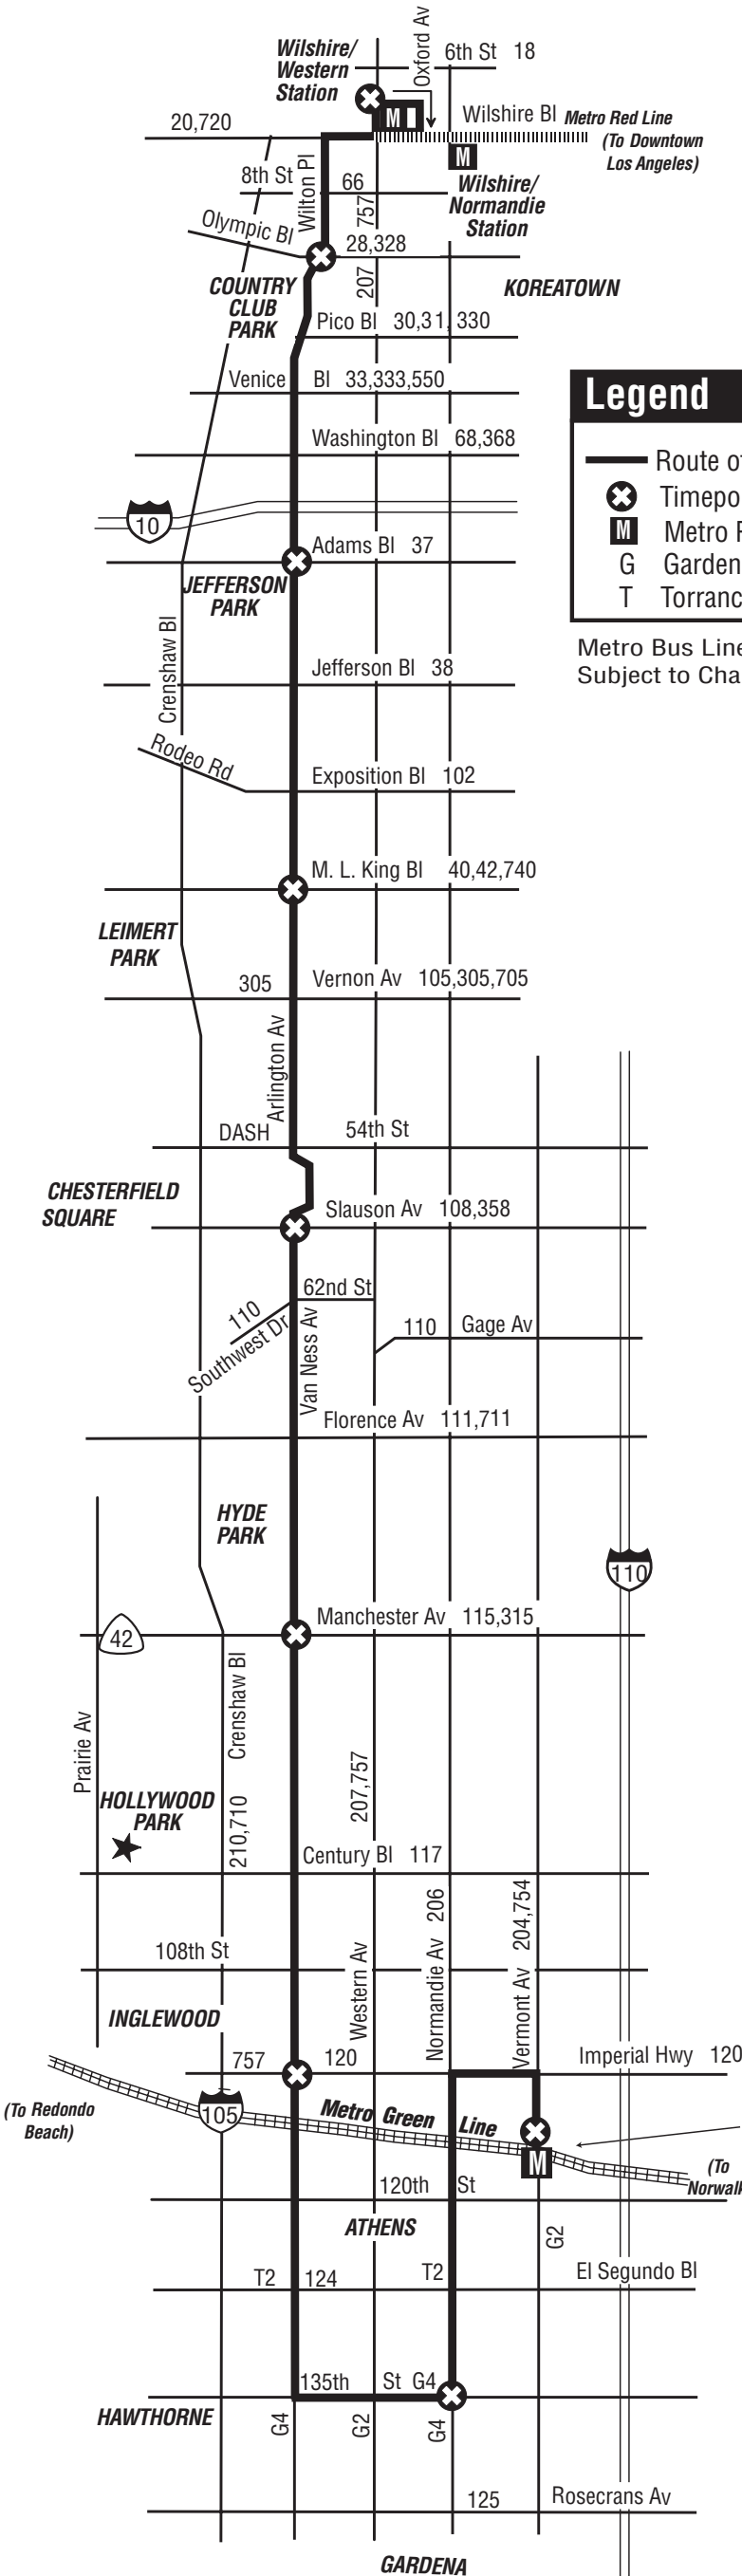 Wilshire/
Western
Station
Oxford Av
6th St 18
M
20,720
Wilshire Bl
Metro Red Line
(To Downtown
Los Angeles)
M
Wilshire/
Normandie
Station
8th St
Wilton Pl
66
757
Olympic Bl
28,328
207
COUNTRY
CLUB
PARK
KOREATOWN
Pico Bl 30,31,330
Venice Bl 33,333,550
Washington Bl 68,368
Legend
Route o
Timepo
M Metro
G Garden
T Torranc
Metro Bus Line
Subject to Cha
10
Adams Bl 37
JEFFERSON
PARK
Crenshaw Bl
Jefferson Bl 38
Rodeo Rd
Exposition Bl 102
M. L. King Bl 40,42,740
LEIMERT
PARK
305
Vernon Av 105,305,705
Arlington Av
DASH
54th St
CHESTERFIELD
SQUARE
Slauson Av 108,358
62nd St
110
Southwest Dr
Van Ness Av
110 Gage Av
Florence Av 111,711
HYDE
PARK
110
Manchester Av 115,315
42
Prairie Av
Crenshaw Bl
207,757
HOLLYWOOD
PARK
210,710
Century Bl 117
206
204,754
108th St
Western Av
Normandie Av
Vermont Av
INGLEWOOD
757
120
Imperial Hwy 120
(To Redondo
Beach)
105
Metro Green Line
M
(To
Norwalk
120th St
ATHENS
G2
T2
124
T2
El Segundo Bl
135th St G4
HAWTHORNE
G4
G2
G4
125
Rosecrans Av
GARDENA